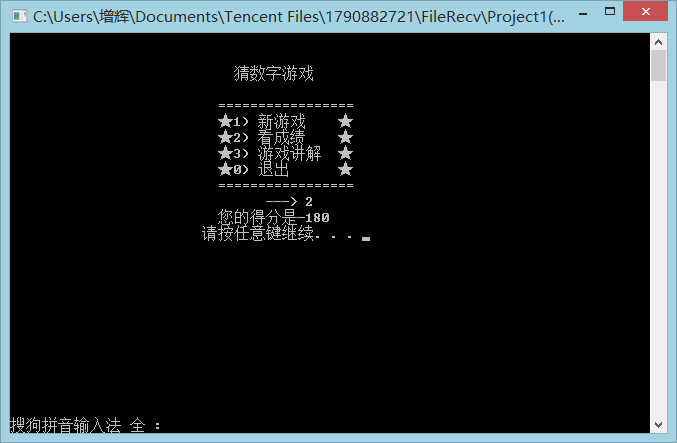 C:\Users\增辉\Documents\Tencent Files\1790882721\FileRecv\Project1(...
猜数字游戏
=================
★1> 新游戏 ★
★2> 看成绩 ★
★3> 游戏讲解 ★
★0> 退出 ★
=================
---> 2
您的得分是-180
请按任意键继续. . .
搜狗拼音输入法 全 :